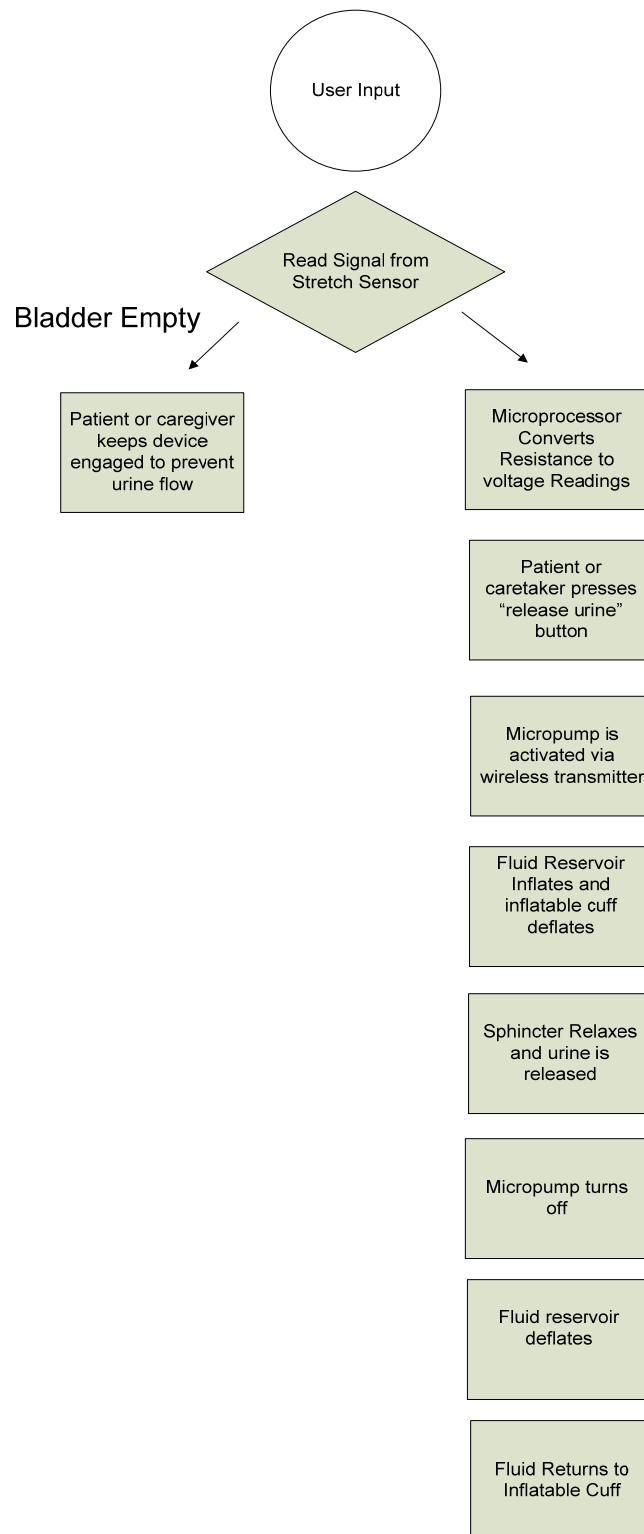 User Input
Read Signal from
Stretch Sensor
Bladder Empty
Patient or caregiver
keeps device
engaged to prevent
urine flow
Microprocessor
Converts
Resistance to
voltage Readings
Patient or
caretaker presses
“release urine”
button
Micropump is
activated via
wireless transmitter
Fluid Reservoir
Inflates and
inflatable cuff
deflates
Sphincter Relaxes
and urine is
released
Micropump turns
off
Fluid reservoir
deflates
Fluid Returns to
Inflatable Cuff